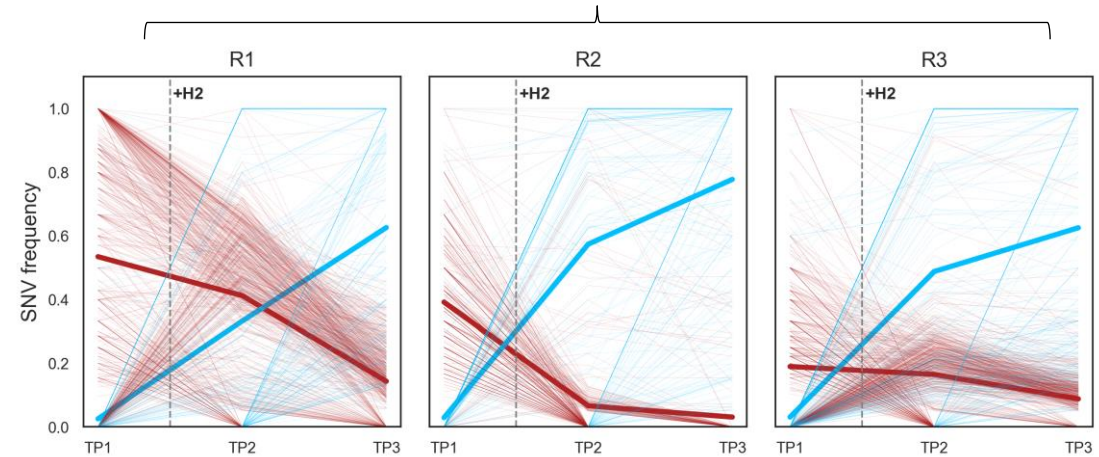 R1 R2 R3
+H2 +H2 +H2
1.0
0.8
0.6
0.4
0.2
0.0
SNV frequency
TP1 TP2 TP3 TP1 TP2 TP3 TP1 TP2 TP3